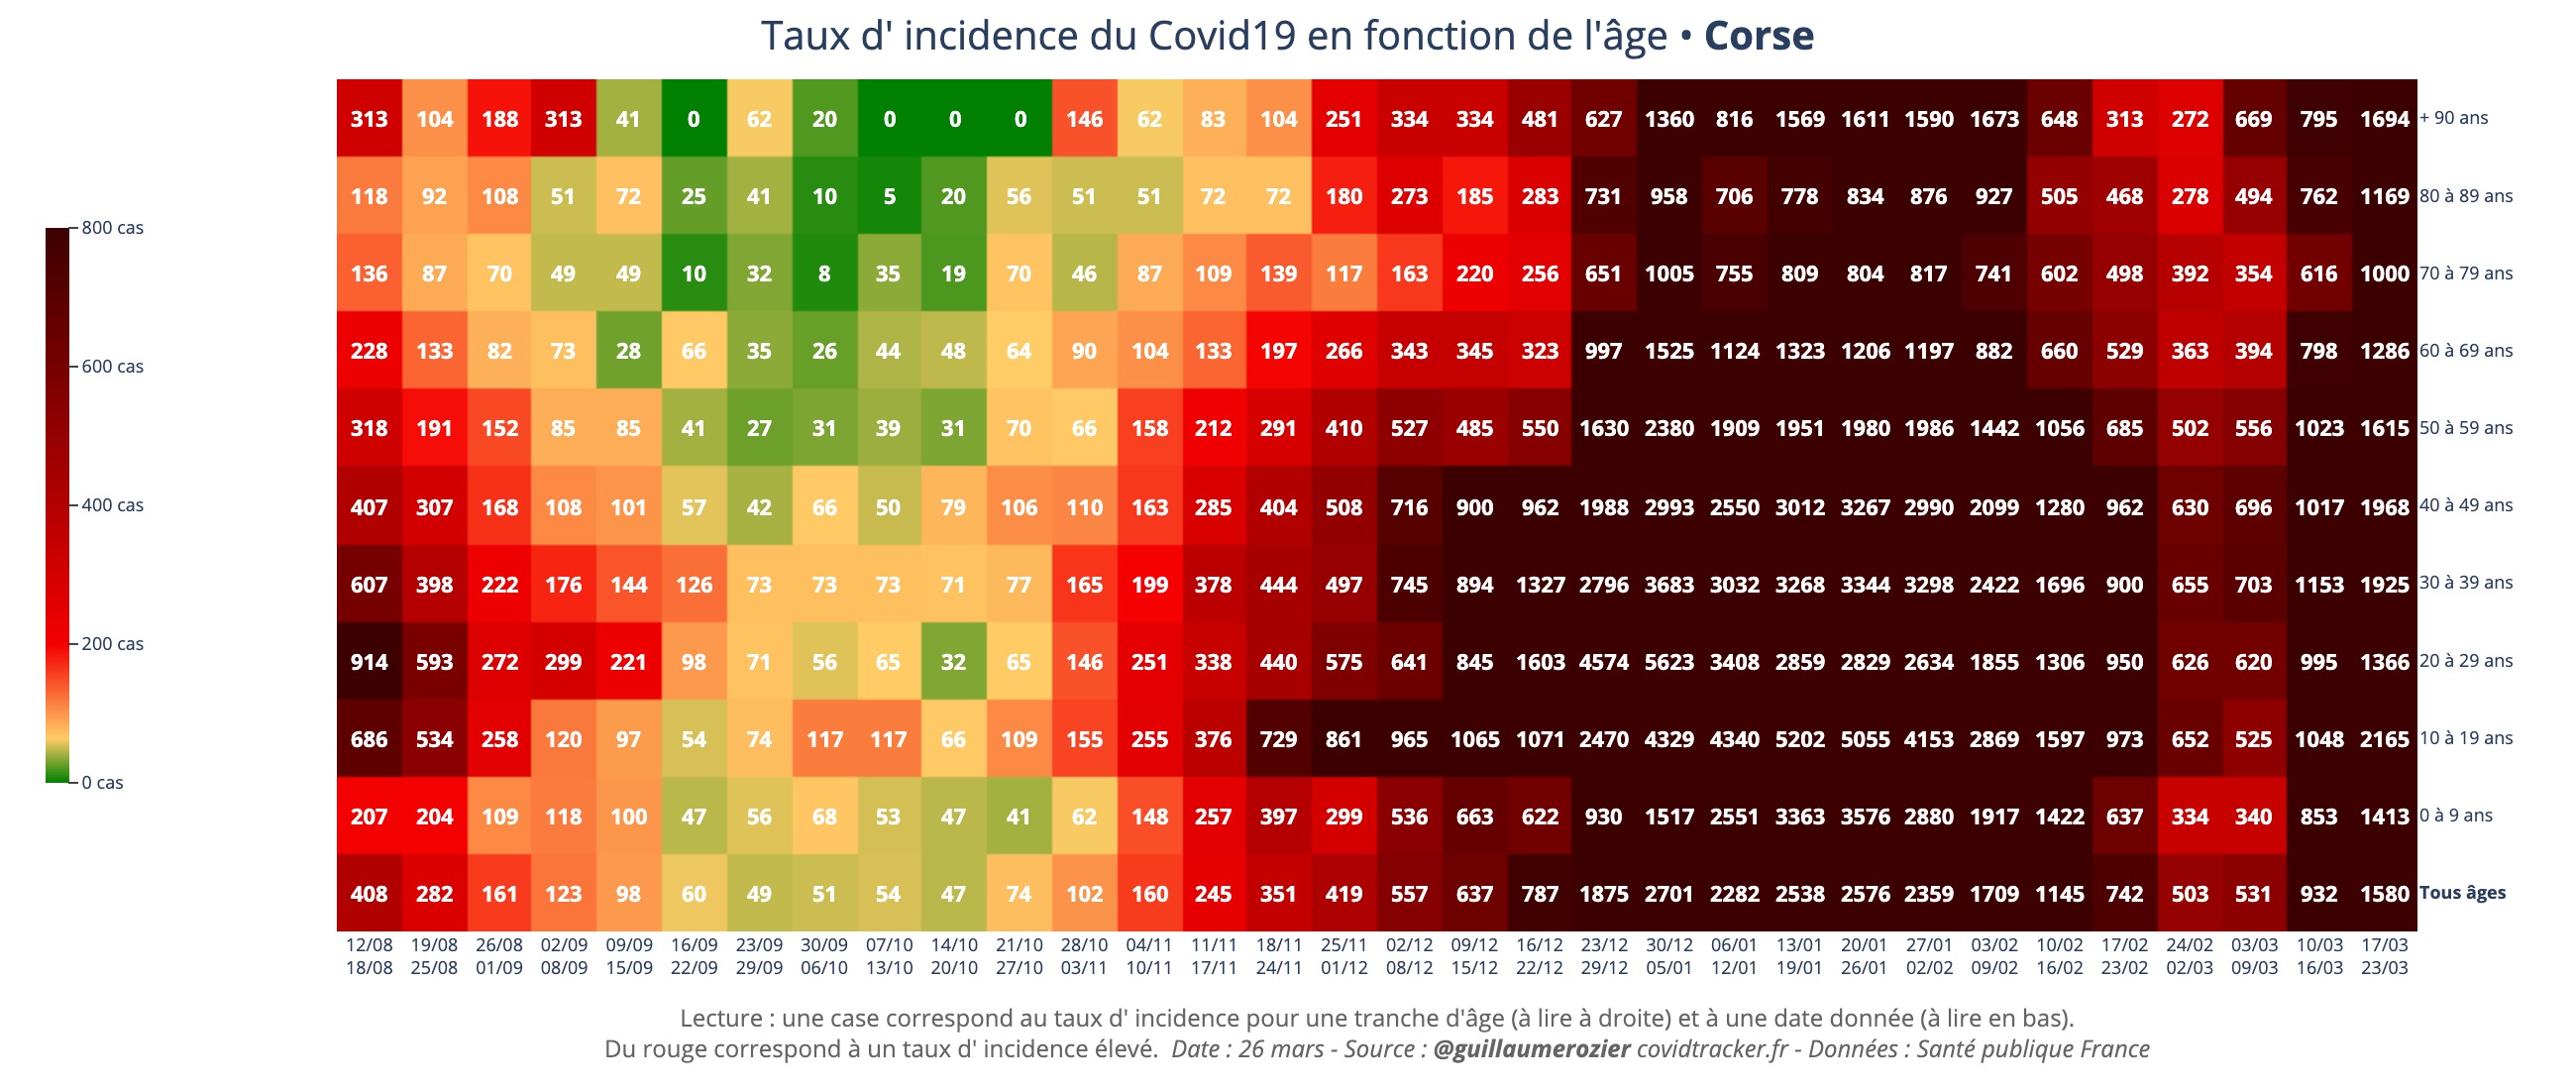 Taux d' incidence du Covid19 en fonction de l'âge • Corse
313 104 188 313 41 0 62 20 0 0 0 146 62 83 104 251 334 334 481 627 1360 816 1569 1611 1590 1673 648 313 272 669 795 1694 + 90 ans
118 92 108 51 72 25 41 10 5 20 56 51 51 72 72 180 273 185 283 731 958 706 778 834 876 927 505 468 278 494 762 1169 80 à 89 ans
800 cas
136 87 70 49 49 10 32 8 35 19 70 46 87 109 139 117 163 220 256 651 1005 755 809 804 817 741 602 498 392 354 616 1000 70 à 79 ans
228 133 82 73 28 66 35 26 44 48 64 90 104 133 197 266 343 345 323 997 1525 1124 1323 1206 1197 882 660 529 363 394 798 1286 60 à 69 ans
600 cas
318 191 152 85 85 41 27 31 39 31 70 66 158 212 291 410 527 485 550 1630 2380 1909 1951 1980 1986 1442 1056 685 502 556 1023 1615 50 à 59 ans
400 cas
407 307 168 108 101 57 42 66 50 79 106 110 163 285 404 508 716 900 962 1988 2993 2550 3012 3267 2990 2099 1280 962 630 696 1017 1968 40 à 49 ans
607 398 222 176 144 126 73 73 73 71 77 165 199 378 444 497 745 894 1327 2796 3683 3032 3268 3344 3298 2422 1696 900 655 703 1153 1925 30 à 39 ans
200 cas
914 593 272 299 221 98 71 56 65 32 65 146 251 338 440 575 641 845 1603 4574 5623 3408 2859 2829 2634 1855 1306 950 626 620 995 1366 20 à 29 ans
686 534 258 120 97 54 74 117 117 66 109 155 255 376 729 861 965 1065 1071 2470 4329 4340 5202 5055 4153 2869 1597 973 652 525 1048 2165 10 à 19 ans
0 cas
207 204 109 118 100 47 56 68 53 47 41 62 148 257 397 299 536 663 622 930 1517 2551 3363 3576 2880 1917 1422 637 334 340 853 1413 0 à 9 ans
408 282 161 123 98 60 49 51 54 47 74 102 160 245 351 419 557 637 787 1875 2701 2282 2538 2576 2359 1709 1145 742 503 531 932 1580 Tous âges
12/08 19/08 26/08 02/09 09/09 16/09 23/09 30/09 07/10 14/10 21/10 28/10 04/11 11/11 18/11 25/11 02/12 09/12 16/12 23/12 30/12 06/01 13/01 20/01 27/01 03/02 10/02 17/02 24/02 03/03 10/03 17/03
18/08 25/08 01/09 08/09 15/09 22/09 29/09 06/10 13/10 20/10 27/10 03/11 10/11 17/11 24/11 01/12 08/12 15/12 22/12 29/12 05/01 12/01 19/01 26/01 02/02 09/02 16/02 23/02 02/03 09/03 16/03 23/03
Lecture : une case correspond au taux d' incidence pour une tranche d'âge (à lire à droite) et à une date donnée (à lire en bas).
Du rouge correspond à un taux d' incidence élevé. Date : 26 mars - Source : @guillaumerozier covidtracker.fr - Données : Santé publique France